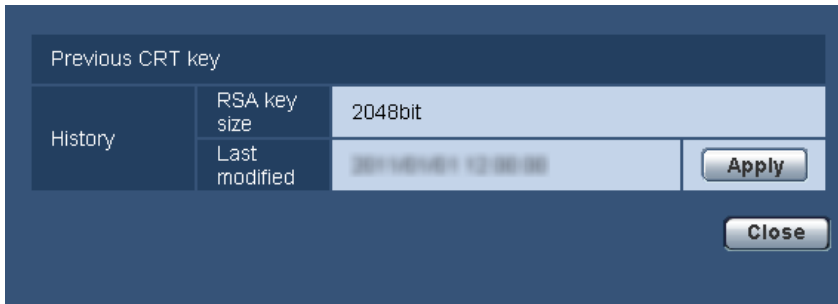 Previous CRT key
History
RSA key
size
2048bit
Last
modified
Apply
Close